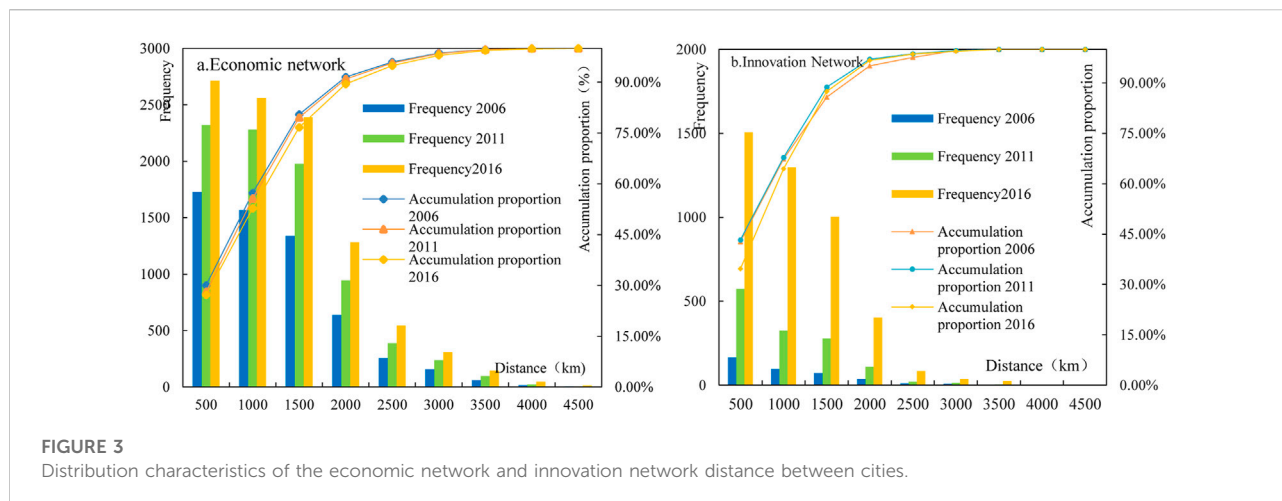 3000
2500
2000
1500
1000
500
0
Frequency
a.Economic network
Frequency 2006
Frequency 2011
Frequency2016
Accumulation proportion
2006
Accumulation proportion
2011
Accumulation proportion
2016
Distance（km）
500 1000 1500 2000 2500 3000 3500 4000 4500
90.00%
75.00%
60.00%
45.00%
30.00%
15.00%
0.00%
Accumulation proportion（%）
2000
1500
1000
500
0
Frequency
b.Innovation Network
Frequency 2006
Frequency 2011
Frequency2016
Accumulation
proportion 2006
Accumulation
proportion 2011
Accumulation
proportion 2016
Distance（km）
500 1000 1500 2000 2500 3000 3500 4000 4500
90.00%
75.00%
60.00%
45.00%
30.00%
15.00%
0.00%
Accumulation proportion
FIGURE 3
Distribution characteristics of the economic network and innovation network distance between cities.